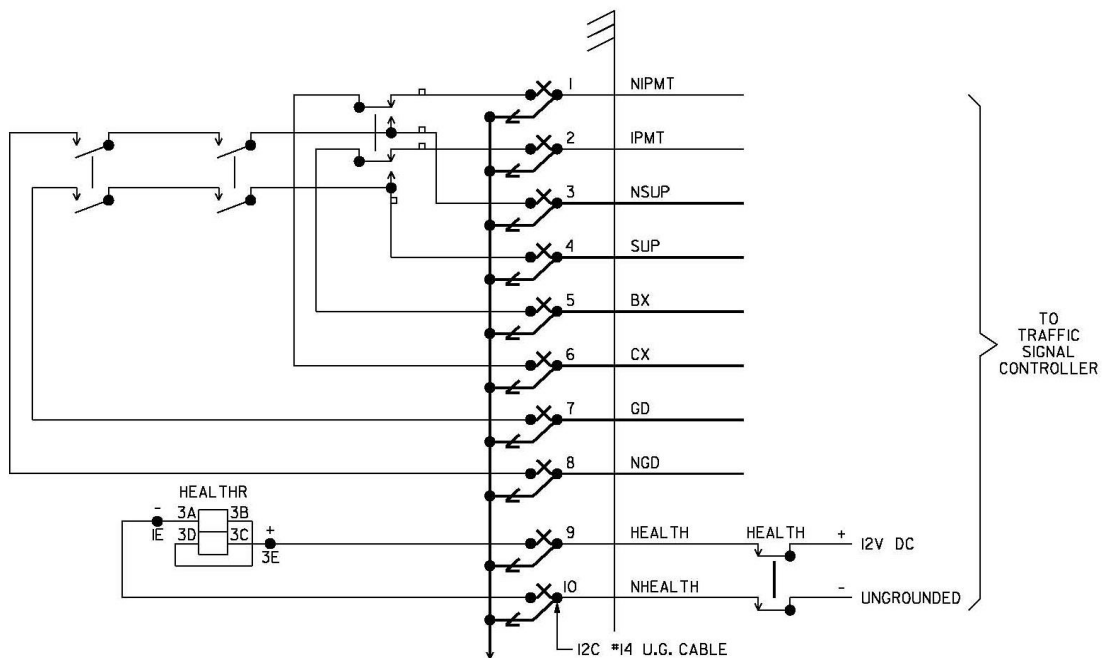 1 NIPMT
2 IPMT
3 NSUP
4 SUP
5 BX
6 CX
7 GD
8 NGD
TO
TRAFFIC
SIGNAL
CONTROLLER
HEALTHR
- 3A 3B
1E 3D 3C +
3E
9 HEALTH HEALTH + 12V DC
10 NHEALTH - UNGROUNDED
12C #14 U.G. CABLE